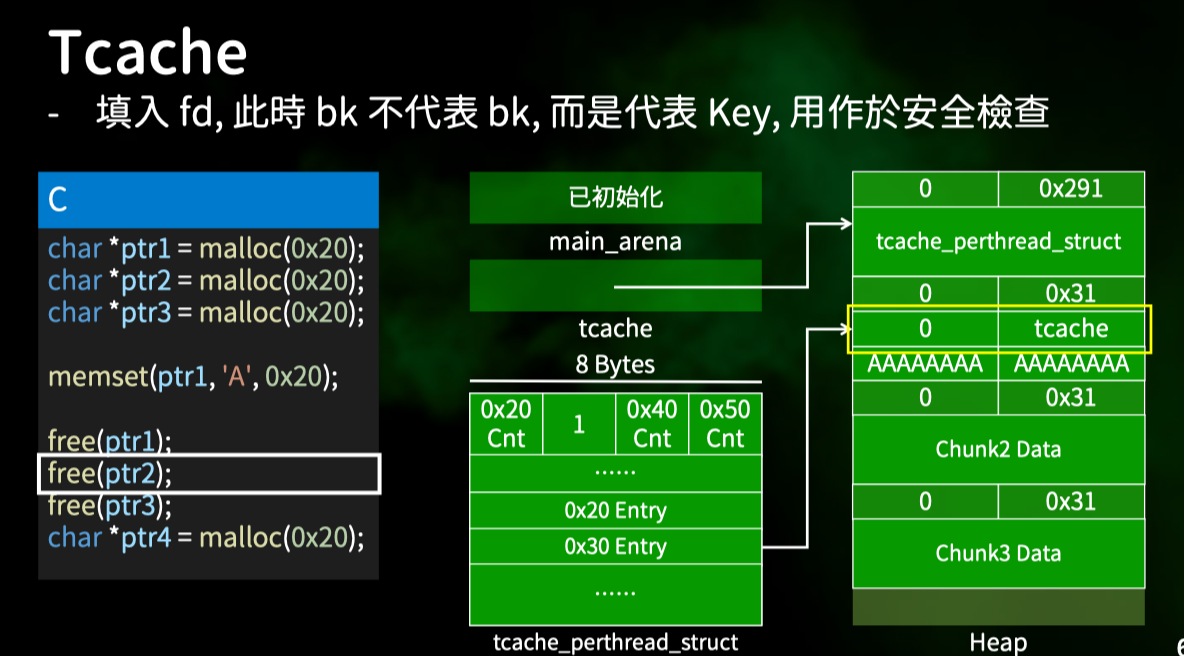 Tcache
- 填入 fd, 此時 bk 不代表 bk, 而是代表 Key, 用作於安全檢查
C
char *ptr1 = malloc(0x20);
char *ptr2 = malloc(0x20);
char *ptr3 = malloc(0x20);
memset(ptr1, 'A', 0x20);
free(ptr1);
free(ptr2);
free(ptr3);
char *ptr4 = malloc(0x20);
已初始化
main_arena
tcache
8 Bytes
0x20 Cnt
1
0x40 Cnt
0x50 Cnt
......
0x20 Entry
0x30 Entry
......
tcache_perthread_struct
0 0x291
tcache_perthread_struct
0 0x31
0 tcache
AAAAAAAA AAAAAAAA
0 0x31
Chunk2 Data
0 0x31
Chunk3 Data
Heap